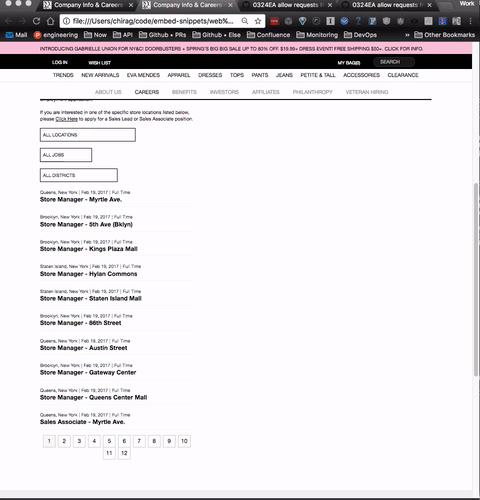 Company Info & Careers
Company Info & Careers
0324EA allow requests f
0324EA allow requests f
Work
file:///Users/chirag/code/embed-snippets/web%...
Mail
engineering
Now
API
Github • PRs
Github • Else
Confluence
Monitoring
DevOps
» Other Bookmarks
INTRODUCING GABRIELLE UNION FOR NY&C! DOORBUSTERS + SPRING'S BIG BIG SALE UP TO 80% OFF. $19.99+ DRESS EVENT! FREE SHIPPING $50+. CLICK FOR INFO.
LOG IN WISH LIST MY BAG(0) SEARCH
TRENDS NEW ARRIVALS EVA MENDES APPAREL DRESSES TOPS PANTS JEANS PETITE & TALL ACCESSORIES CLEARANCE
ABOUT US CAREERS BENEFITS INVESTORS AFFILIATES PHILANTHROPY VETERAN HIRING
employment application.
If you are interested in one of the specific store locations listed below,
please Click Here to apply for a Sales Lead or Sales Associate position.
ALL LOCATIONS
ALL JOBS
ALL DISTRICTS
Queens, New York | Feb 19, 2017 | Full Time
Store Manager - Myrtle Ave.
Brooklyn, New York | Feb 19, 2017 | Full Time
Store Manager - 5th Ave (Bklyn)
Brooklyn, New York | Feb 19, 2017 | Full Time
Store Manager - Kings Plaza Mall
Staten Island, New York | Feb 19, 2017 | Full Time
Store Manager - Hylan Commons
Staten Island, New York | Feb 19, 2017 | Full Time
Store Manager - Staten Island Mall
Brooklyn, New York | Feb 19, 2017 | Full Time
Store Manager - 86th Street
Queens, New York | Feb 19, 2017 | Full Time
Store Manager - Austin Street
Brooklyn, New York | Feb 19, 2017 | Full Time
Store Manager - Gateway Center
Queens, New York | Feb 19, 2017 | Full Time
Store Manager - Queens Center Mall
Queens, New York | Feb 19, 2017 | Full Time
Sales Associate - Myrtle Ave.
1 2 3 4 5 6 7 8 9 10
11 12